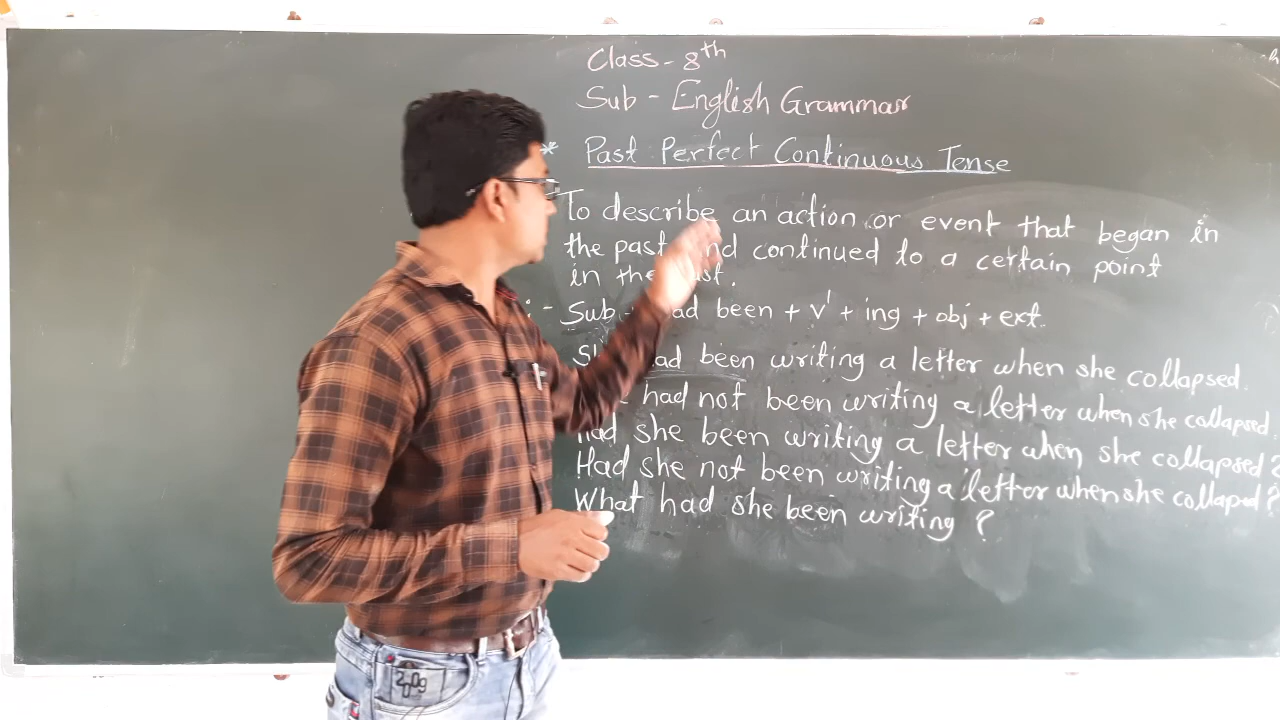 Class - 8th
Sub - English Grammar
* Past Perfect Continuous Tense
To describe an action or event that began in
the past and continued to a certain point
in the past.
:- Sub + had been + v¹ + ing + obj + ext.
She had been writing a letter when she collapsed.
had not been writing a letter when she collapsed.
Had she been writing a letter when she collapsed?
Had she not been writing a letter when she collapsed?
What had she been writing?
2009